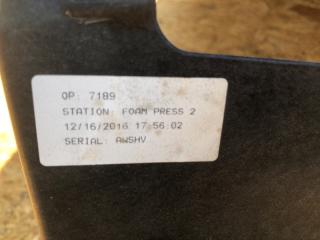 OP: 7189
STATION: FOAM PRESS 2
12/16/2016 17:56:02
SERIAL: AWSHV